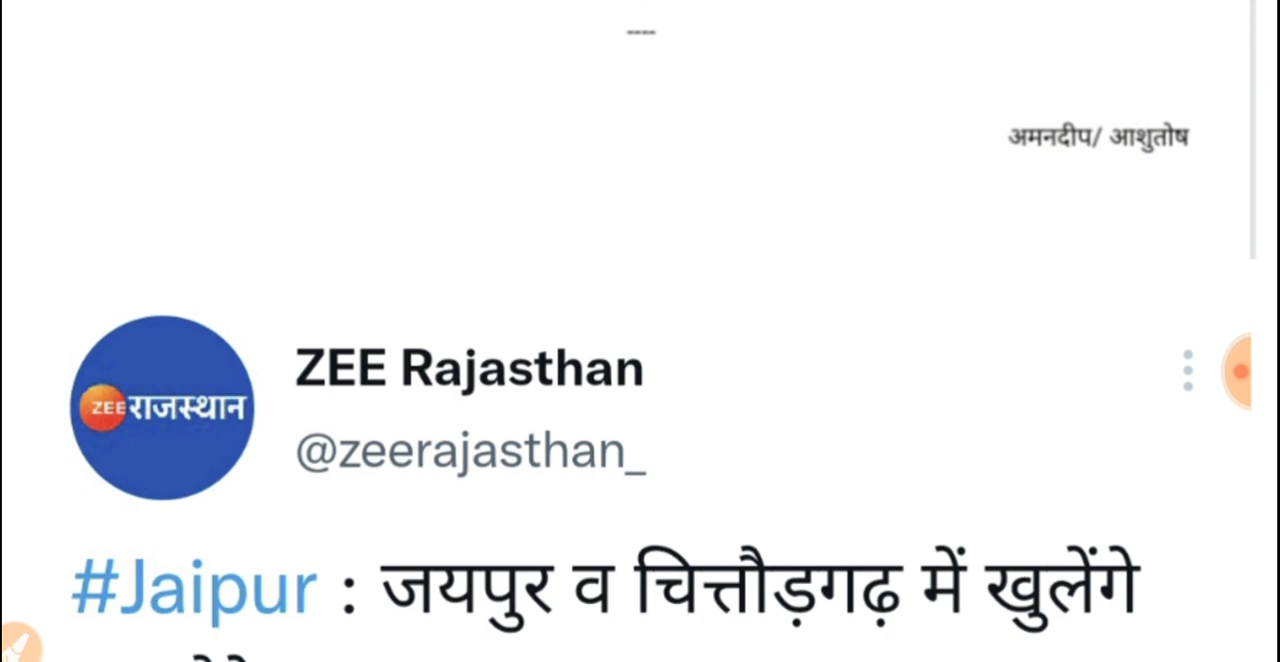 ----
अमनदीप/ आशुतोष
ZEE राजस्थान
ZEE Rajasthan
@zeerajasthan_
#Jaipur : जयपुर व चित्तौड़गढ़ में खुलेंगे